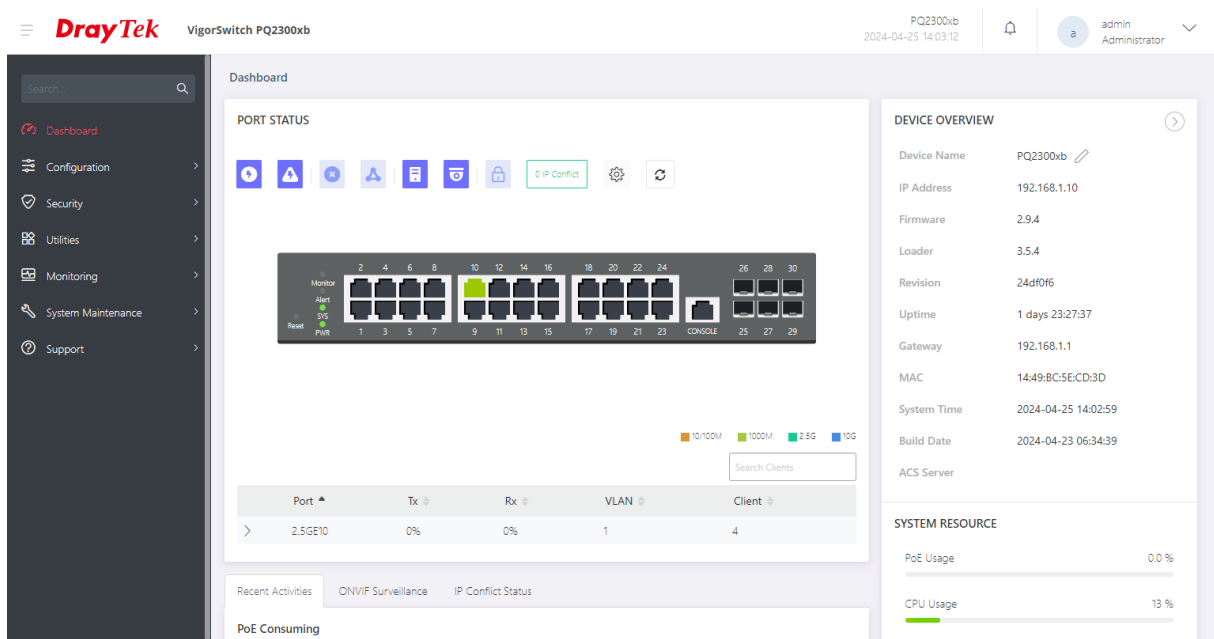 DrayTek VigorSwitch PQ2300xb
PQ2300xb
2024-04-25 14:03:12
a
admin
Administrator
Search...
Dashboard
Configuration
Security
Utilities
Monitoring
System Maintenance
Support
Dashboard
PORT STATUS
0 IP Conflict
2 4 6 8 10 12 14 16 18 20 22 24 26 28 30
Monitor
Alert
SYS
Reset PWR 1 3 5 7 9 11 13 15 17 19 21 23 CONSOLE 25 27 29
10/100M 1000M 2.5G 10G
Search Clients
Port Tx Rx VLAN Client
2.5GE10 0% 0% 1 4
Recent Activities ONVIF Surveillance IP Conflict Status
PoE Consuming
DEVICE OVERVIEW
Device Name PQ2300xb
IP Address 192.168.1.10
Firmware 2.9.4
Loader 3.5.4
Revision 24df0f6
Uptime 1 days 23:27:37
Gateway 192.168.1.1
MAC 14:49:BC:5E:CD:3D
System Time 2024-04-25 14:02:59
Build Date 2024-04-23 06:34:39
ACS Server
SYSTEM RESOURCE
PoE Usage 0.0 %
CPU Usage 13 %